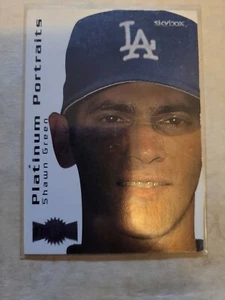 SKYBOX
LA
Platinum Portraits
Shawn Green